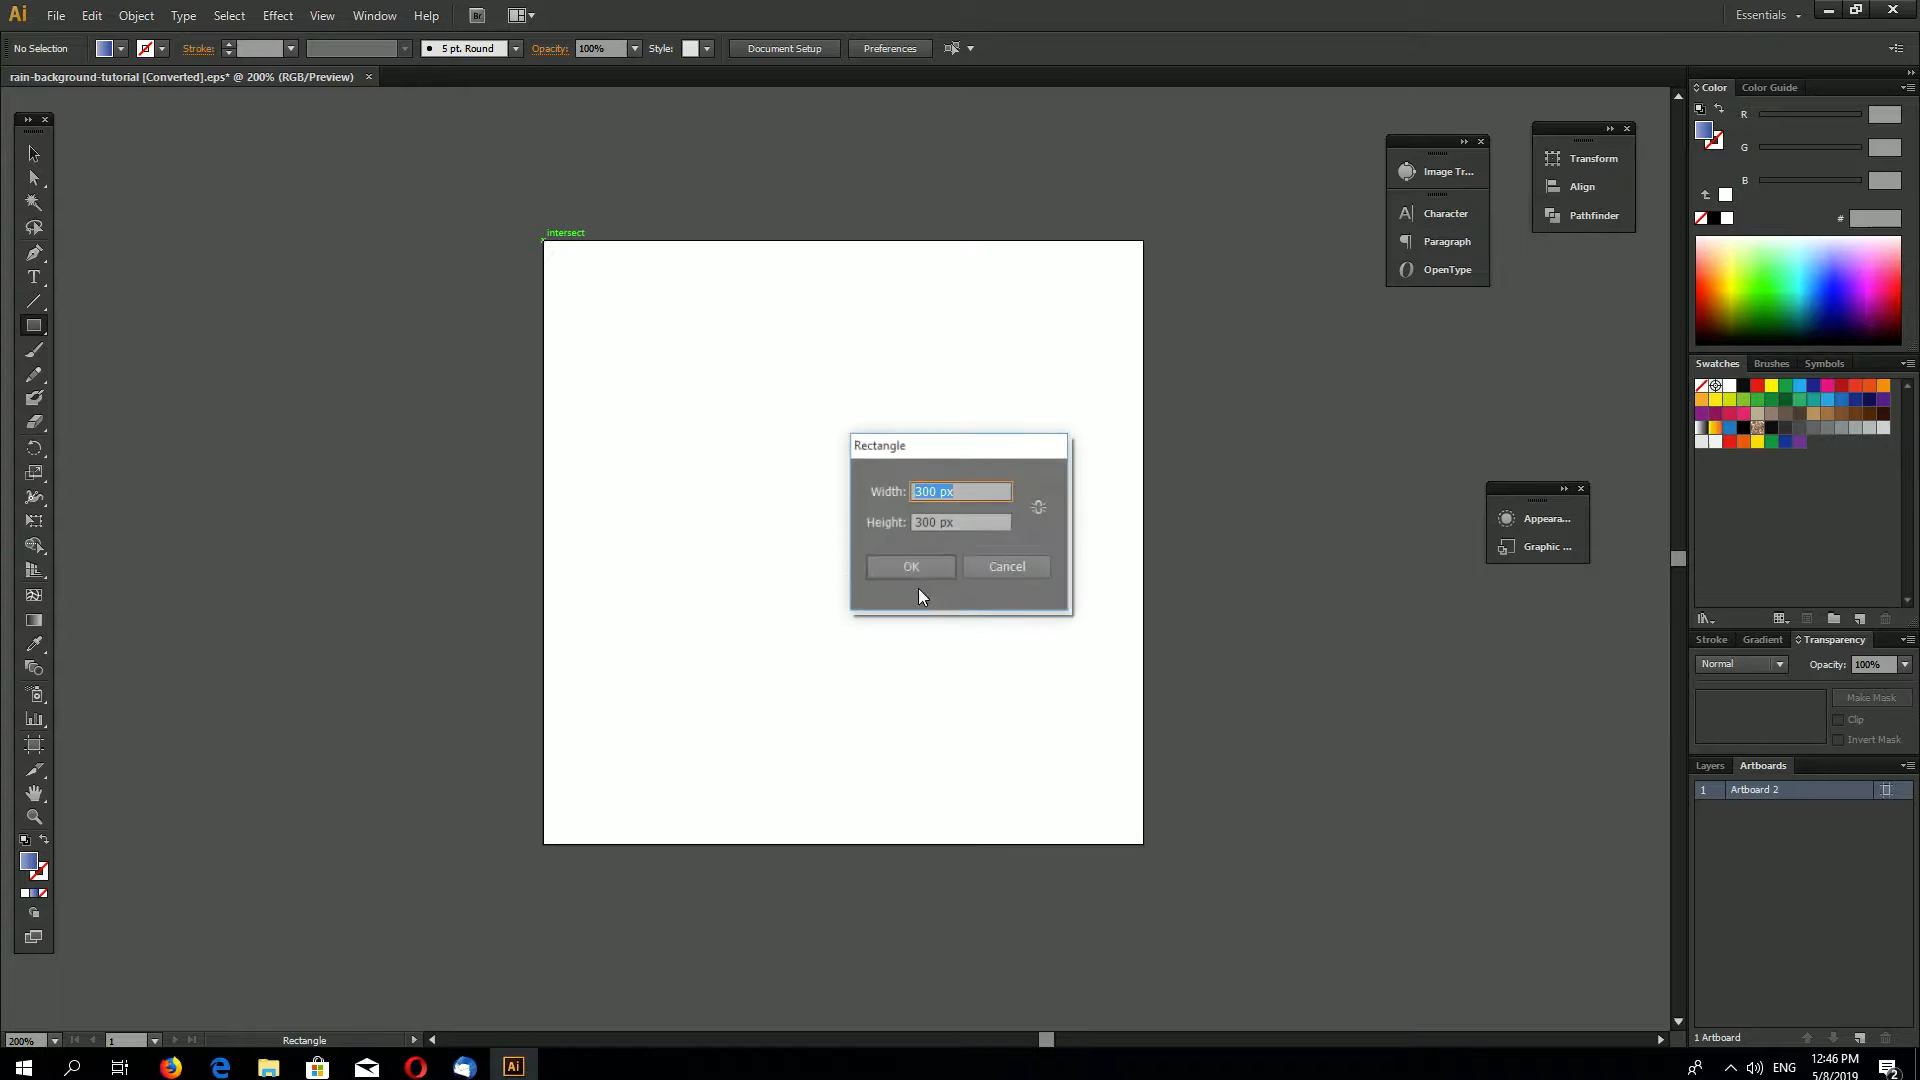 Ai File Edit Object Type Select Effect View Window Help Br Essentials
No Selection Stroke: 5 pt. Round Opacity: 100% Style: Document Setup Preferences
rain-background-tutorial [Converted].eps* @ 200% (RGB/Preview)
Color Color Guide
R
G
B
#
Image Tr...
Character
Paragraph
OpenType
Transform
Align
Pathfinder
intersect
Rectangle
Width: 300 px
Height: 300 px
OK Cancel
Swatches Brushes Symbols
Appeara...
Graphic ...
Stroke Gradient Transparency
Normal Opacity: 100%
Make Mask
Clip
Invert Mask
Layers Artboards
1 Artboard 2
1 Artboard
200% 1 Rectangle
Ai ENG 12:46 PM
5/8/2019 2